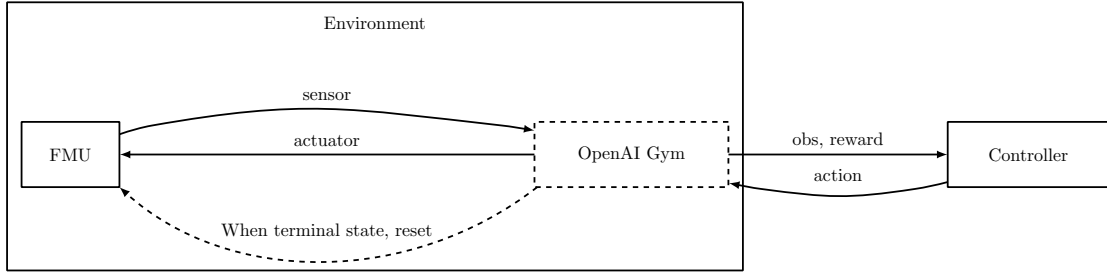 Environment
sensor
FMU
actuator
OpenAI Gym
obs, reward
action
Controller
When terminal state, reset